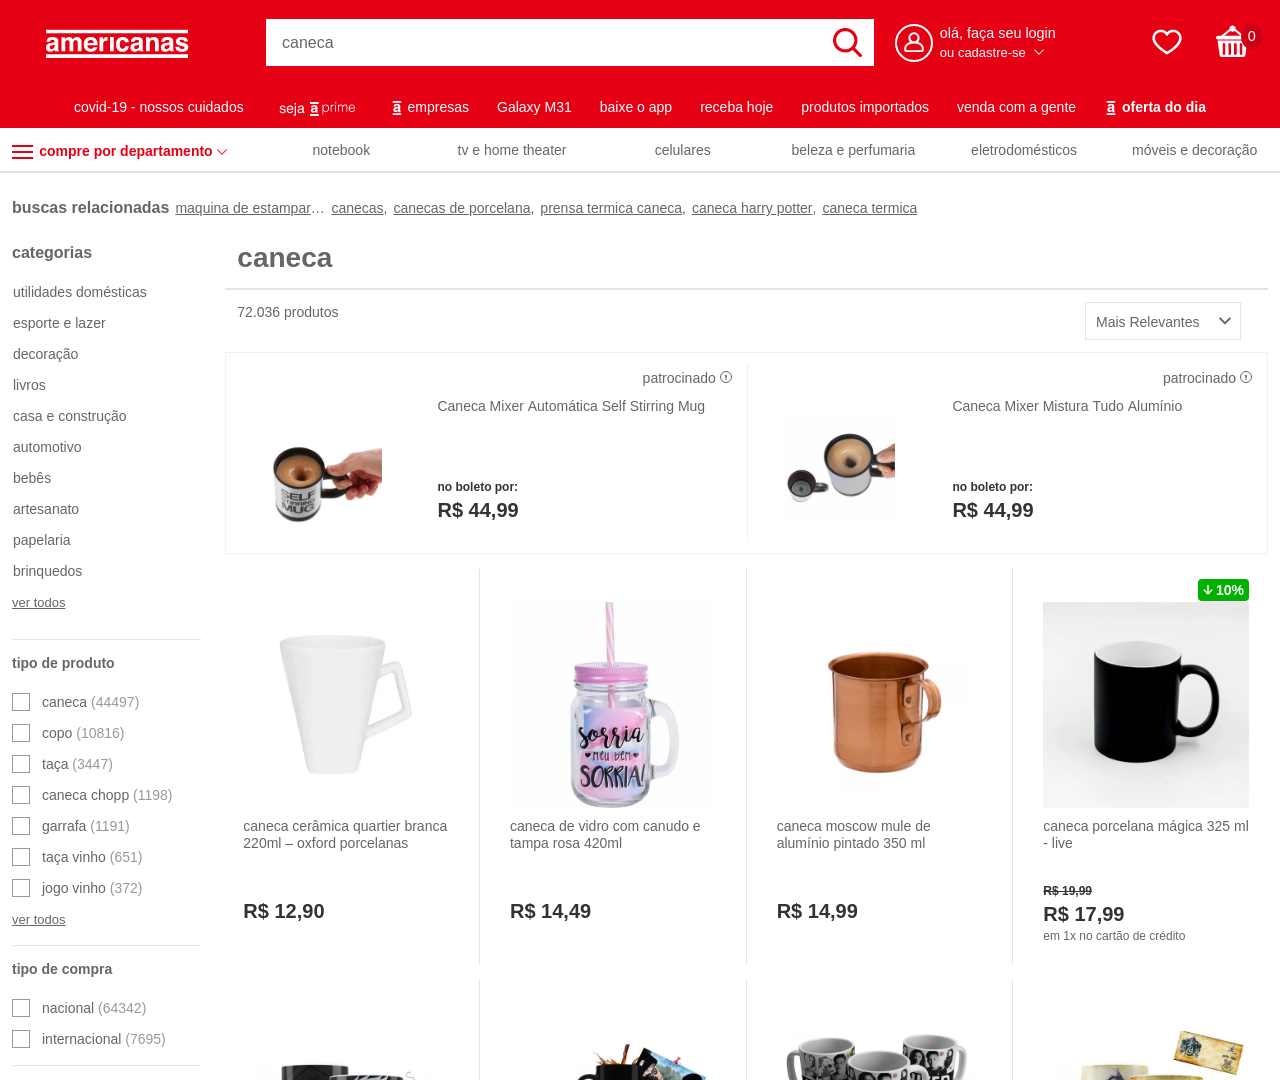 americanas
caneca
olá, faça seu login
ou cadastre-se
0
covid-19 - nossos cuidados
seja a prime
a empresas
Galaxy M31
baixe o app
receba hoje
produtos importados
venda com a gente
a oferta do dia
compre por departamento
notebook
tv e home theater
celulares
beleza e perfumaria
eletrodomésticos
móveis e decoração
buscas relacionadas maquina de estampar… canecas, canecas de porcelana, prensa termica caneca, caneca harry potter, caneca termica
categorias
utilidades domésticas
esporte e lazer
decoração
livros
casa e construção
automotivo
bebês
artesanato
papelaria
brinquedos
ver todos
tipo de produto
caneca (44497)
copo (10816)
taça (3447)
caneca chopp (1198)
garrafa (1191)
taça vinho (651)
jogo vinho (372)
ver todos
tipo de compra
nacional (64342)
internacional (7695)
caneca
72.036 produtos
Mais Relevantes
patrocinado
Caneca Mixer Automática Self Stirring Mug
SELF
STIRRING
MUG
no boleto por:
R$ 44,99
patrocinado
Caneca Mixer Mistura Tudo Alumínio
no boleto por:
R$ 44,99
caneca cerâmica quartier branca
220ml – oxford porcelanas
R$ 12,90
sorria
MEU BEM
SORRIA!
caneca de vidro com canudo e
tampa rosa 420ml
R$ 14,49
caneca moscow mule de
alumínio pintado 350 ml
R$ 14,99
10%
caneca porcelana mágica 325 ml
- live
R$ 19,99
R$ 17,99
em 1x no cartão de crédito